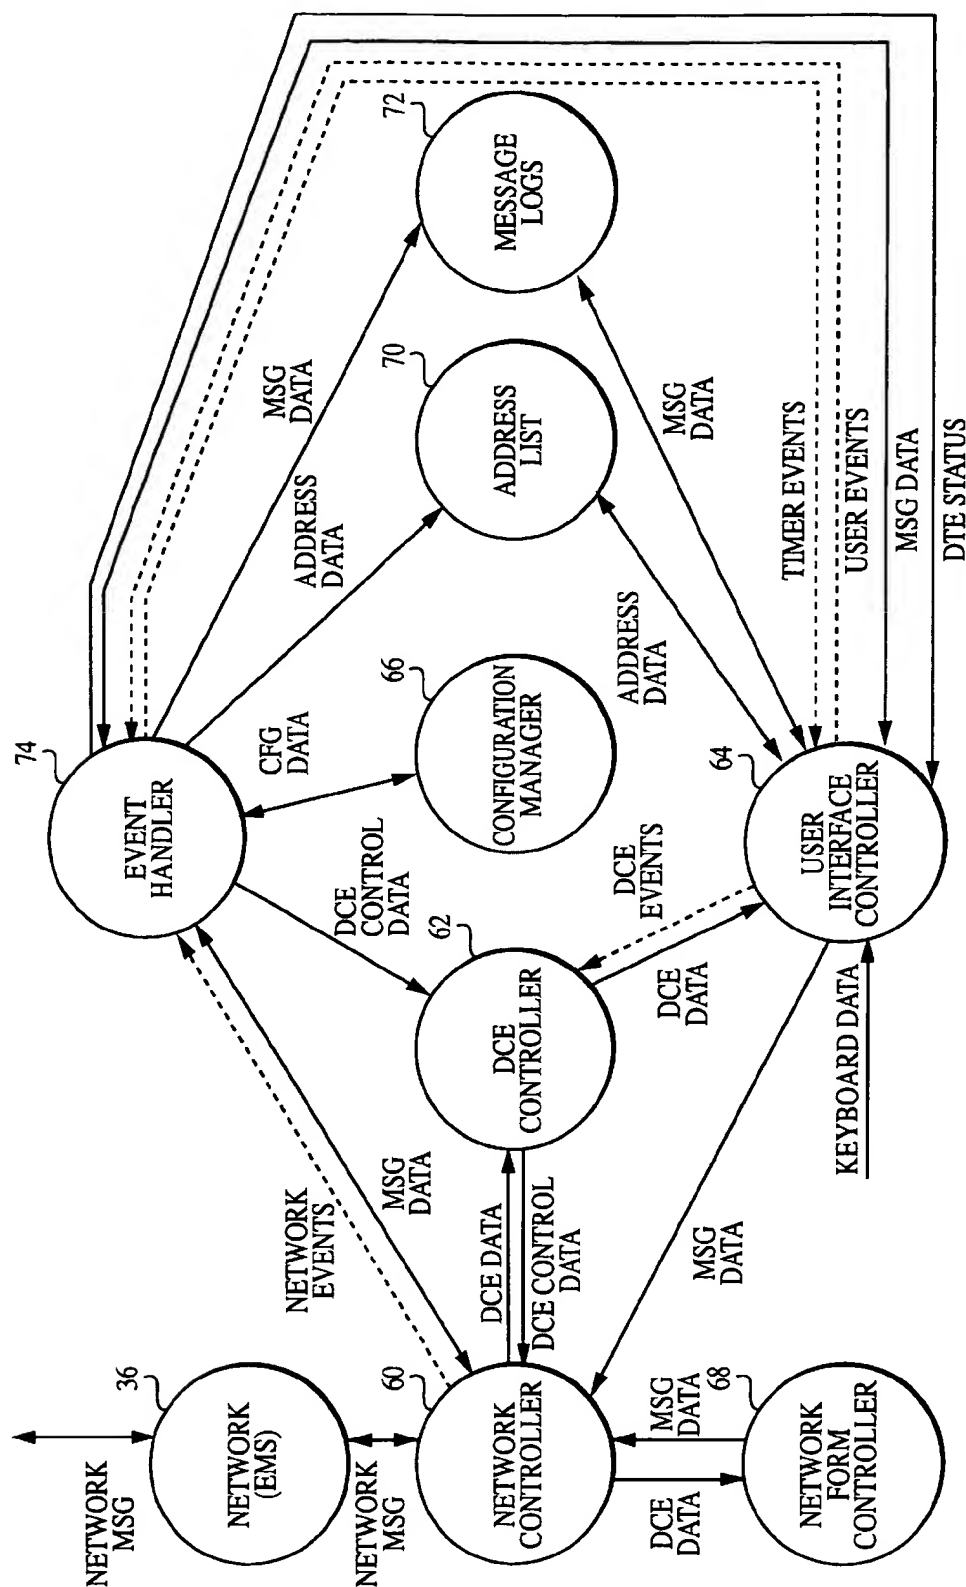 NETWORK
MSG
36
NETWORK
(EMS)
NETWORK
MSG
60
NETWORK
CONTROLLER
DCE
DATA
MSG
DATA
68
NETWORK
FORM
CONTROLLER
NETWORK
EVENTS
MSG
DATA
DCE DATA
DCE CONTROL
DATA
MSG
DATA
KEYBOARD DATA
74
EVENT
HANDLER
DCE
CONTROL
DATA
62
DCE
CONTROLLER
DCE
EVENTS
DCE
DATA
64
USER
INTERFACE
CONTROLLER
CFG
DATA
66
CONFIGURATION
MANAGER
ADDRESS
DATA
ADDRESS
DATA
70
ADDRESS
LIST
MSG
DATA
MSG
DATA
72
MESSAGE
LOGS
TIMER EVENTS
USER EVENTS
MSG DATA
DTE STATUS